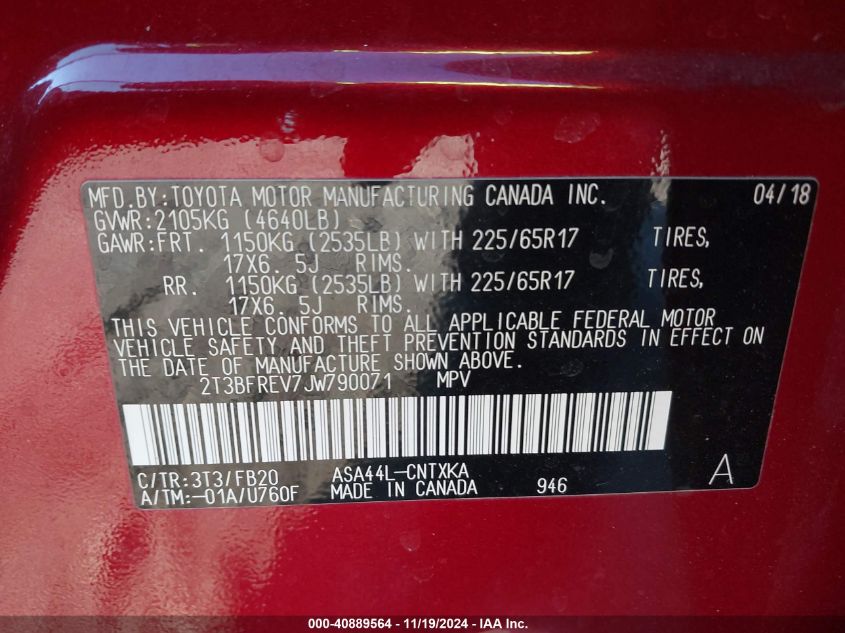 MFD.BY:TOYOTA MOTOR MANUFACTURING CANADA INC. 04/18
GVWR:2105KG (4640LB)
GAWR:FRT. 1150KG (2535LB) WITH 225/65R17 TIRES,
17X6. 5J RIMS.
RR. 1150KG (2535LB) WITH 225/65R17 TIRES,
17X6. 5J RIMS.
THIS VEHICLE CONFORMS TO ALL APPLICABLE FEDERAL MOTOR
VEHICLE SAFETY AND THEFT PREVENTION STANDARDS IN EFFECT ON
THE DATE OF MANUFACTURE SHOWN ABOVE.
2T3BFREV7JW790071 MPV
C/TR:3T3/FB20 ASA44L-CNTXKA
A/TM:-01A/U760F MADE IN CANADA 946 A
000-40889564 - 11/19/2024 - IAA Inc.